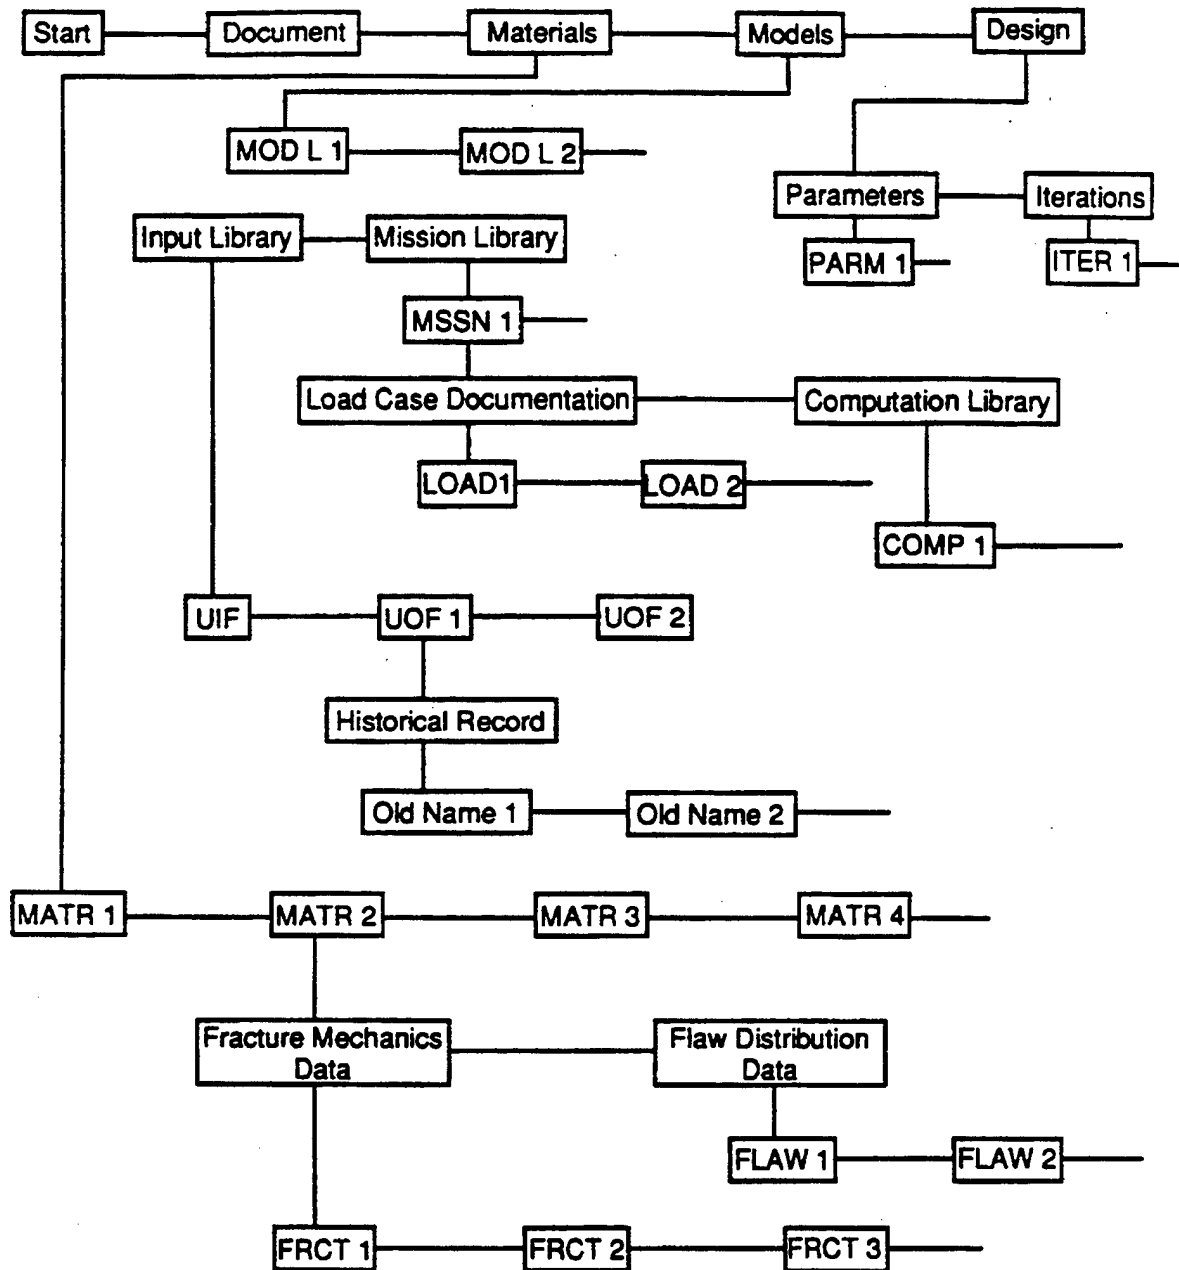 Start
Document
Materials
Models
Design
MOD L 1
MOD L 2
Parameters
Iterations
Input Library
Mission Library
PARM 1
ITER 1
MSSN 1
Load Case Documentation
Computation Library
LOAD1
LOAD 2
COMP 1
UIF
UOF 1
UOF 2
Historical Record
Old Name 1
Old Name 2
MATR 1
MATR 2
MATR 3
MATR 4
Fracture Mechanics
Data
Flaw Distribution
Data
FLAW 1
FLAW 2
FRCT 1
FRCT 2
FRCT 3